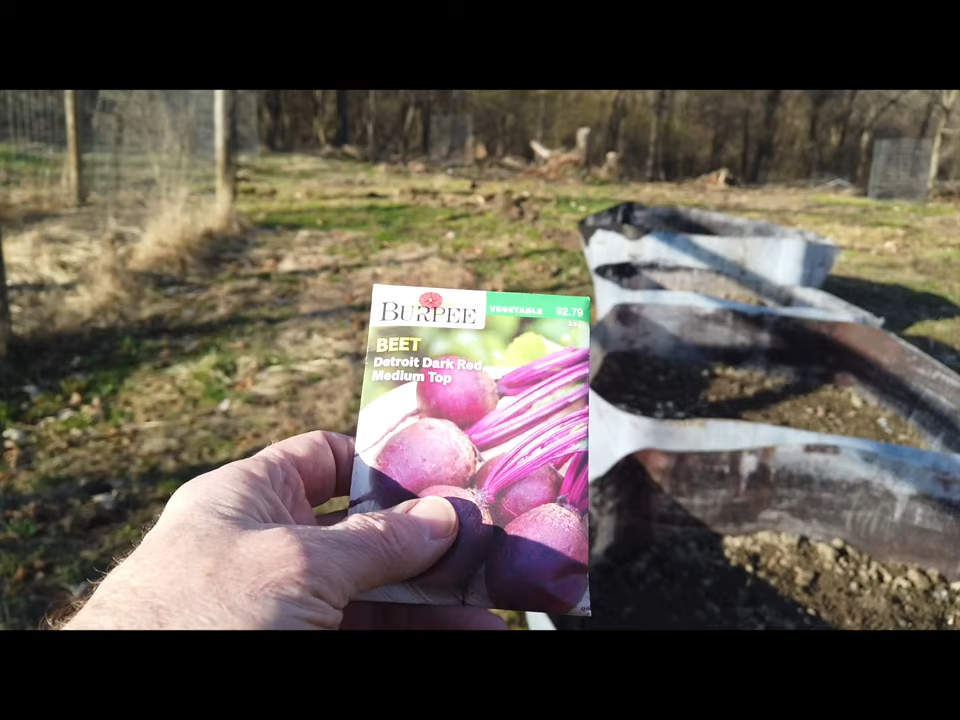 BURPEE
VEGETABLE $2.79
BEET
Detroit Dark Red
Medium Top